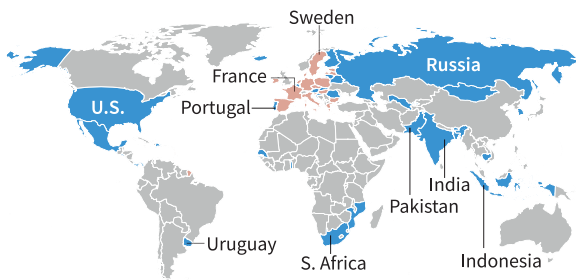 Sweden
France
Russia
U.S.
Portugal
India
Pakistan
Uruguay
S. Africa
Indonesia